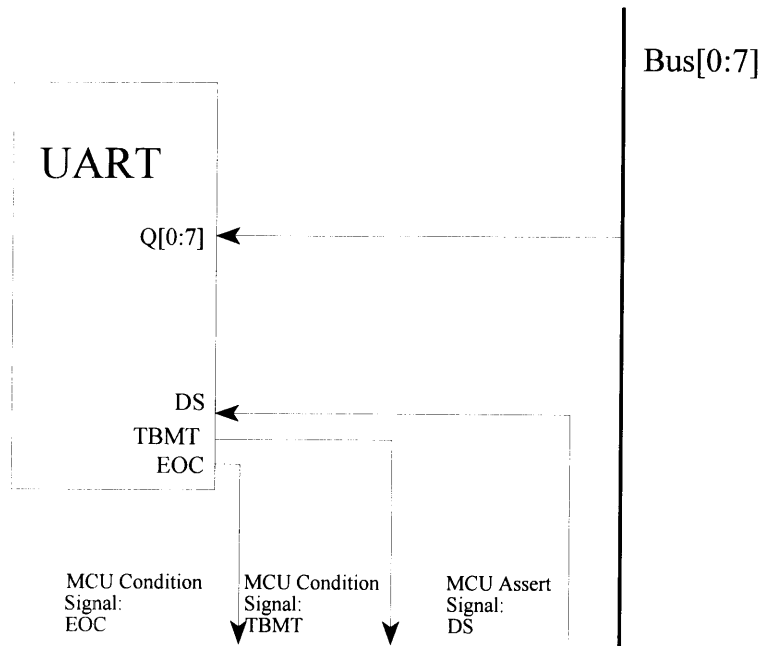 Bus[0:7]
UART
Q[0:7]
DS
TBMT
EOC
MCU Condition
Signal:
EOC
MCU Condition
Signal:
TBMT
MCU Assert
Signal:
DS